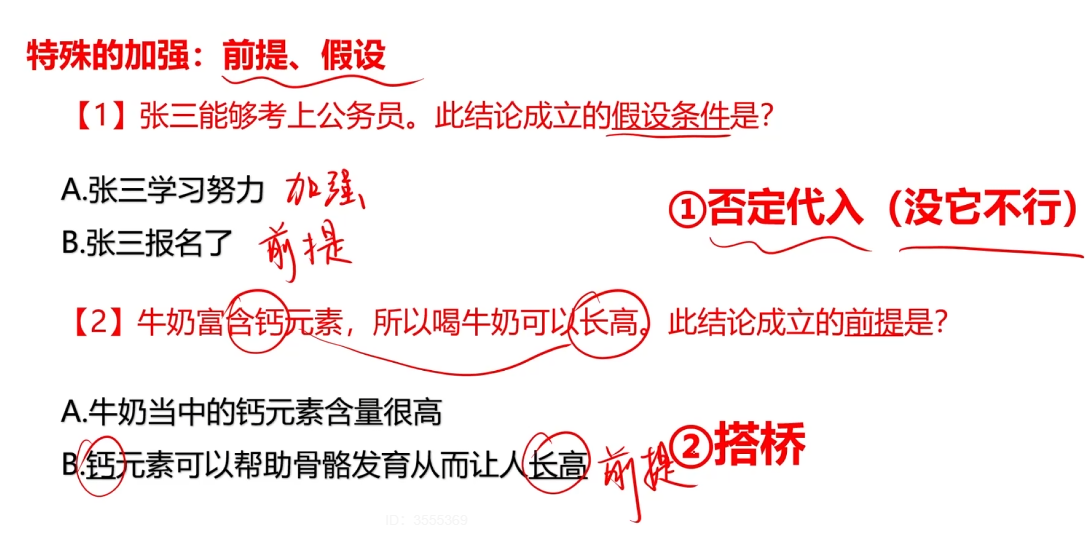 特殊的加强：前提、假设
【1】张三能够考上公务员。此结论成立的假设条件是？
A.张三学习努力 加强
B.张三报名了 前提
①否定代入（没它不行）
【2】牛奶富含钙元素，所以喝牛奶可以长高。此结论成立的前提是？
A.牛奶当中的钙元素含量很高
B.钙元素可以帮助骨骼发育从而让人长高 前提
②搭桥
ID：3555369